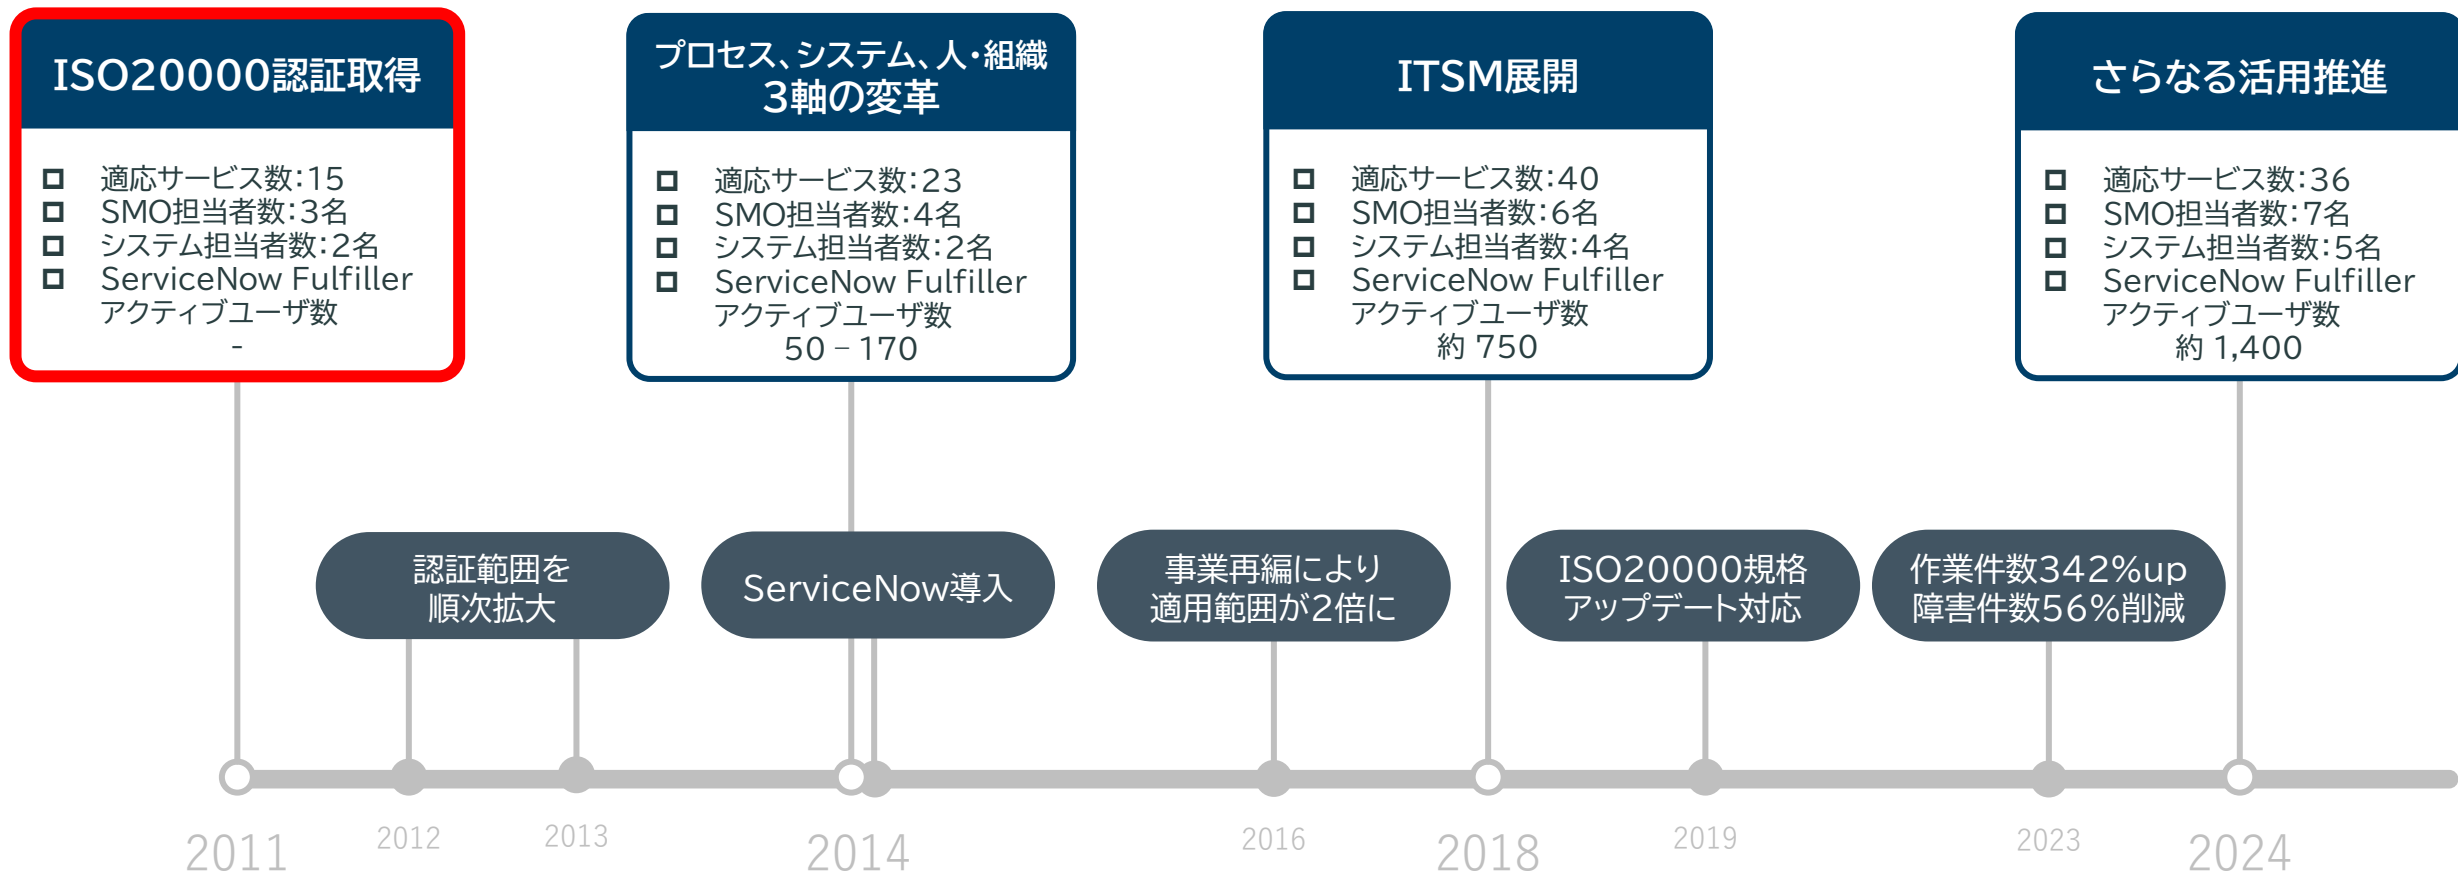 ISO20000認証取得
適応サービス数：15
SMO担当者数：3名
システム担当者数：2名
ServiceNow Fulfiller
アクティブユーザ数
-
プロセス、システム、人・組織
3軸の変革
適応サービス数：23
SMO担当者数：4名
システム担当者数：2名
ServiceNow Fulfiller
アクティブユーザ数
50 – 170
ITSM展開
適応サービス数：40
SMO担当者数：6名
システム担当者数：4名
ServiceNow Fulfiller
アクティブユーザ数
約 750
さらなる活用推進
適応サービス数：36
SMO担当者数：7名
システム担当者数：5名
ServiceNow Fulfiller
アクティブユーザ数
約 1,400
認証範囲を
順次拡大
ServiceNow導入
事業再編により
適用範囲が2倍に
ISO20000規格
アップデート対応
作業件数342%up
障害件数56%削減
2011
2012
2013
2014
2016
2018
2019
2023
2024